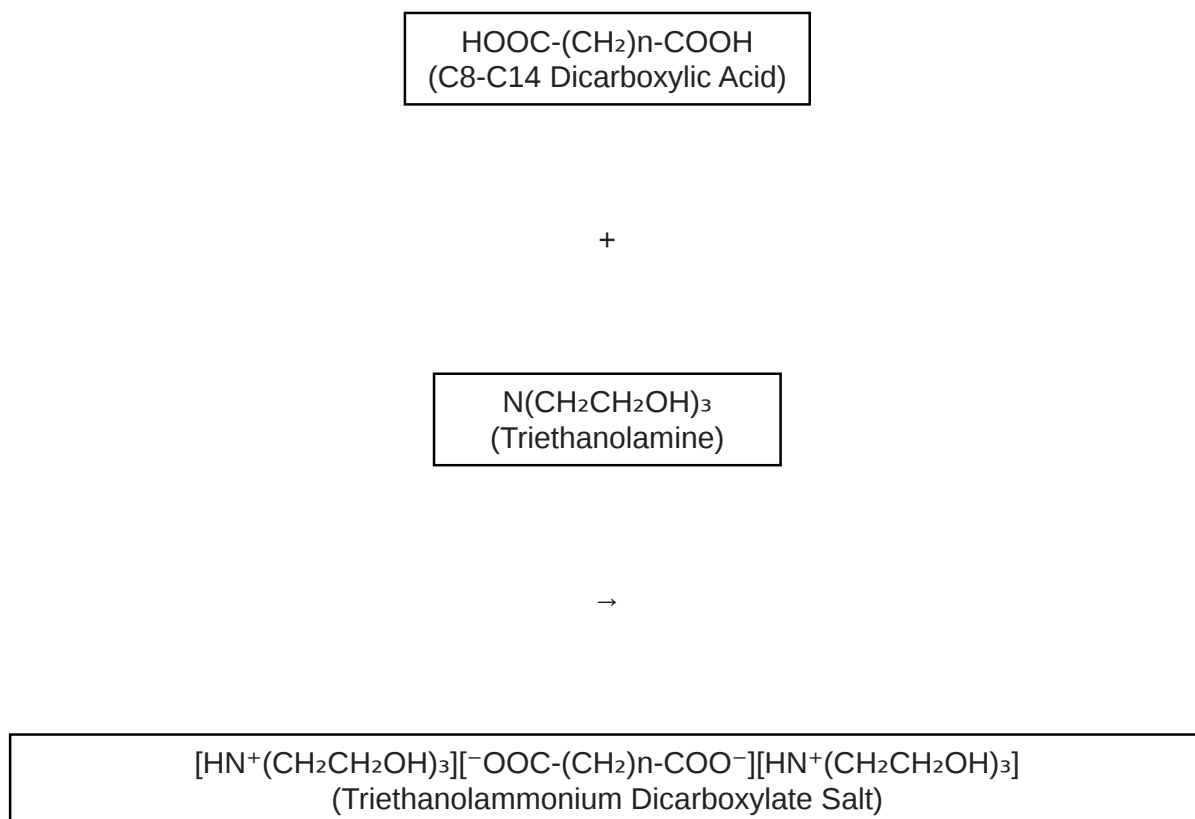 HOOC-(CH₂)n-COOH
(C8-C14 Dicarboxylic Acid)
+
N(CH₂CH₂OH)₃
(Triethanolamine)
→
[HN⁺(CH₂CH₂OH)₃][⁻OOC-(CH₂)n-COO⁻][HN⁺(CH₂CH₂OH)₃]
(Triethanolammonium Dicarboxylate Salt)